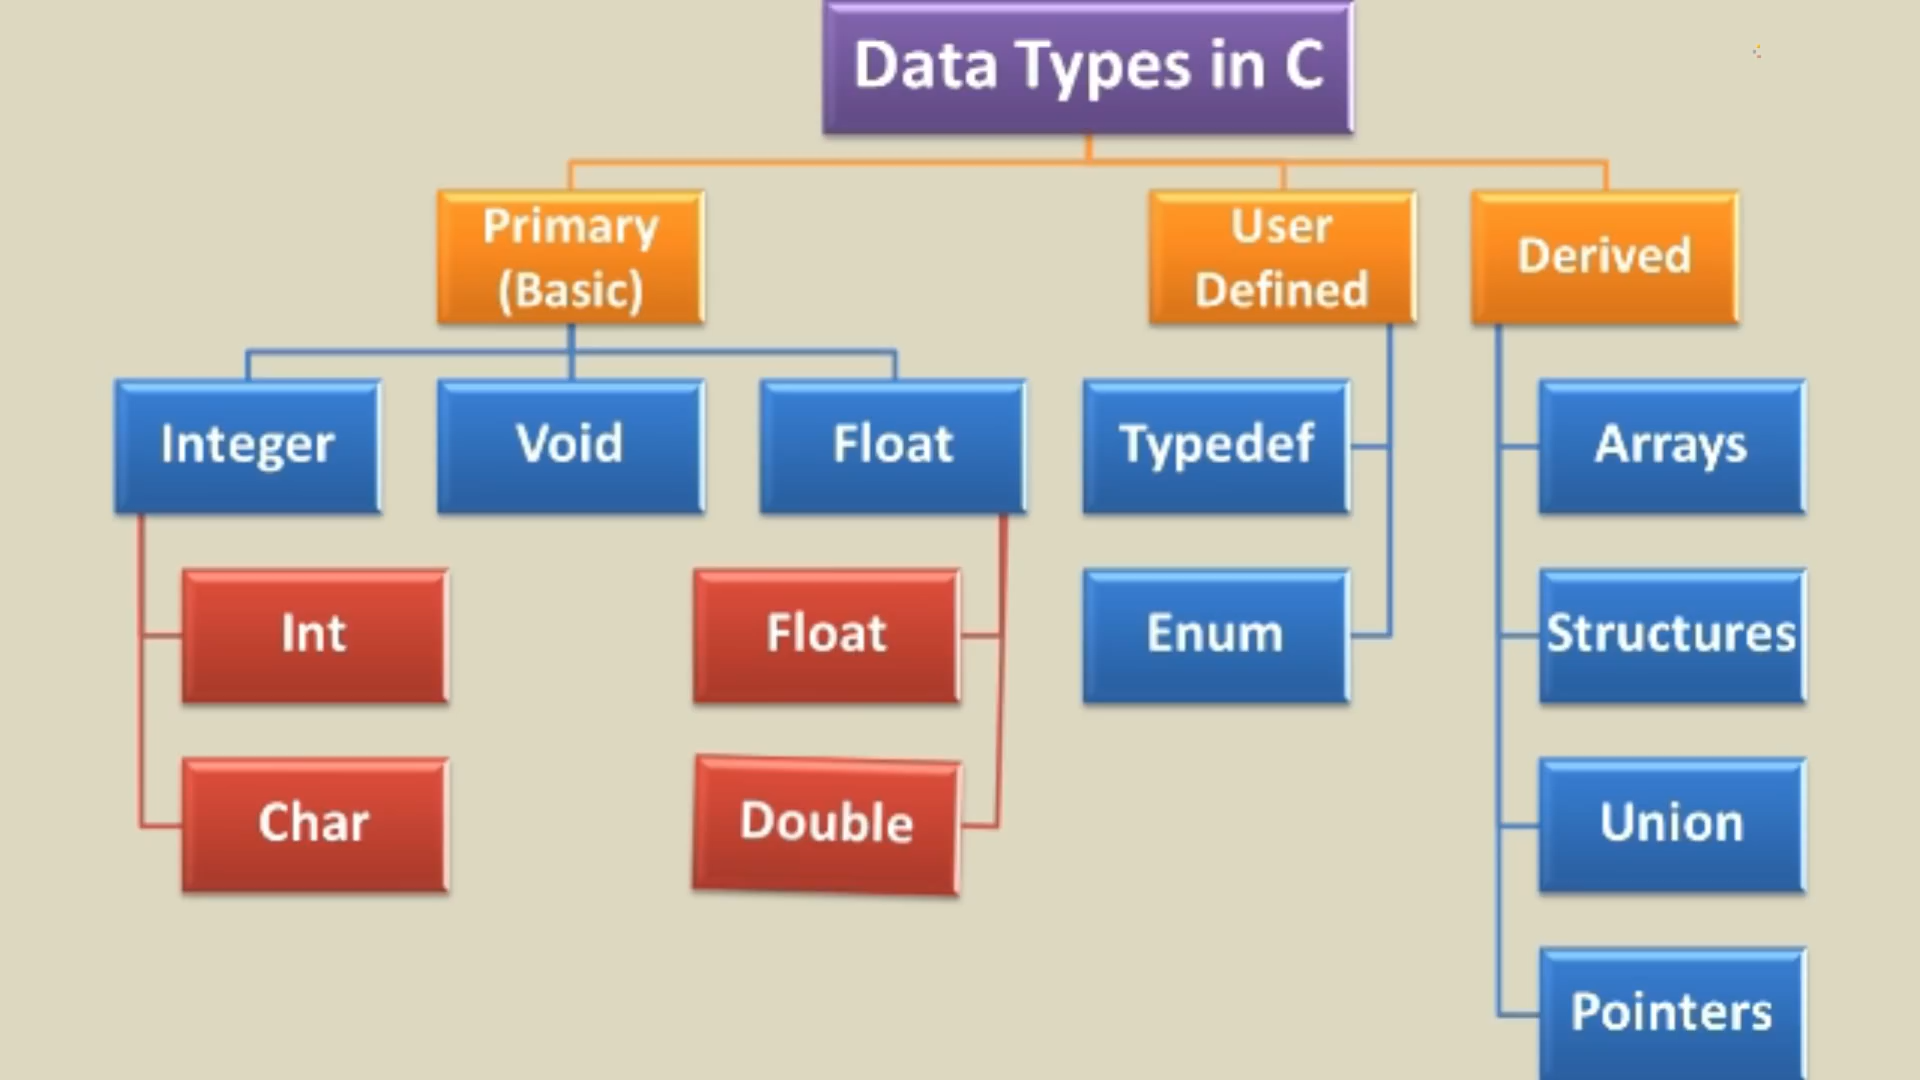 Data Types in C
Primary
(Basic)
User
Defined
Derived
Integer
Void
Float
Typedef
Arrays
Int
Float
Enum
Structures
Char
Double
Union
Pointers